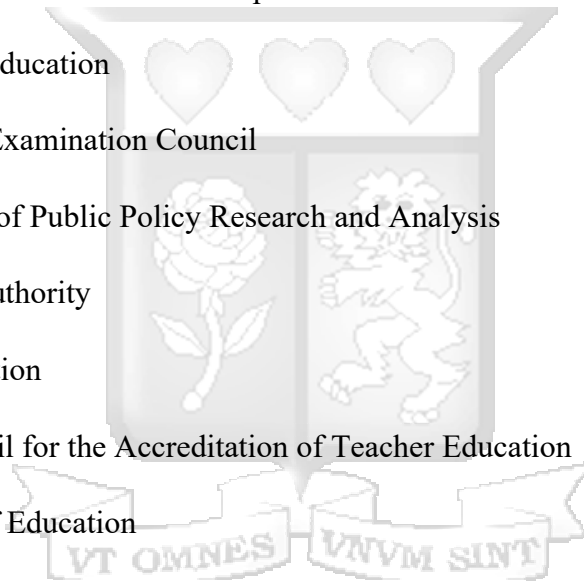 ducation
Examination Council
of Public Policy Research and Analysis
uthority
ion
il for the Accreditation of Teacher Education
Education
VT OMNES VNVM SINT